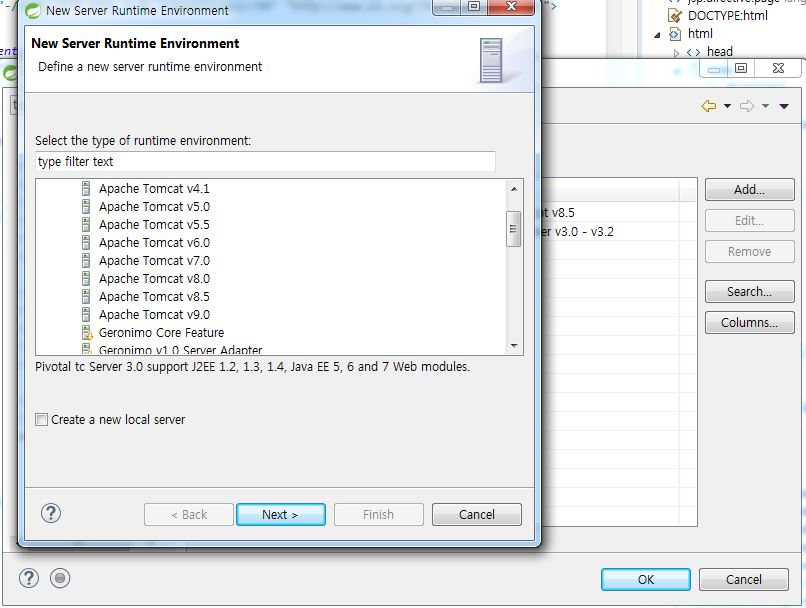 New Server Runtime Environment
DOCTYPE:html
html
head
New Server Runtime Environment
Define a new server runtime environment
Select the type of runtime environment:
type filter text
Apache Tomcat v4.1
Apache Tomcat v5.0
Apache Tomcat v5.5
Apache Tomcat v6.0
Apache Tomcat v7.0
Apache Tomcat v8.0
Apache Tomcat v8.5
Apache Tomcat v9.0
Geronimo Core Feature
Geronimo v1.0 Server Adapter
Pivotal tc Server 3.0 support J2EE 1.2, 1.3, 1.4, Java EE 5, 6 and 7 Web modules.
Create a new local server
< Back Next > Finish Cancel
v8.5
v3.0 - v3.2
Add...
Edit...
Remove
Search...
Columns...
OK Cancel